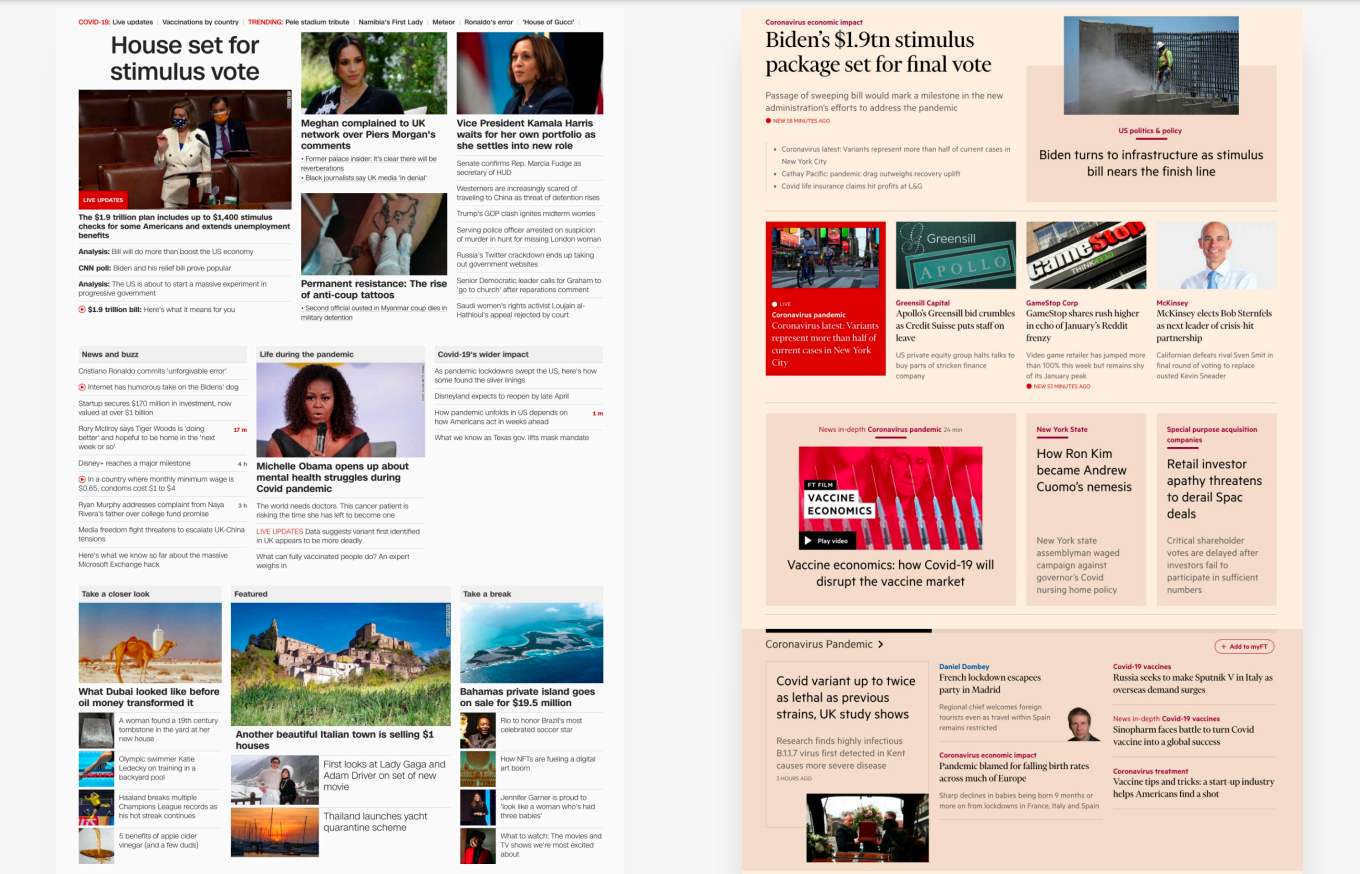 COVID-19: Live updates | Vaccinations by country | TRENDING: Pele stadium tribute | Namibia's First Lady | Meteor | Ronaldo's error | 'House of Gucci' |
House set for
stimulus vote
LIVE UPDATES
The $1.9 trillion plan includes up to $1,400 stimulus
checks for some Americans and extends unemployment
benefits
Analysis: Bill will do more than boost the US economy
CNN poll: Biden and his relief bill prove popular
Analysis: The US is about to start a massive experiment in
progressive government
$1.9 trillion bill: Here's what it means for you
Meghan complained to UK
network over Piers Morgan's
comments
• Former palace insider: It's clear there will be
reverberations
• Black journalists say UK media 'in denial'
Permanent resistance: The rise
of anti-coup tattoos
• Second official ousted in Myanmar coup dies in
military detention
Vice President Kamala Harris
waits for her own portfolio as
she settles into new role
Senate confirms Rep. Marcia Fudge as
secretary of HUD
Westerners are increasingly scared of
traveling to China as threat of detention rises
Trump's GOP clash ignites midterm worries
Serving police officer arrested on suspicion
of murder in hunt for missing London woman
Russia's Twitter crackdown ends up taking
out government websites
Senior Democratic leader calls for Graham to
'go to church' after reparations comment
Saudi women's rights activist Loujain al-
Hathloul's appeal rejected by court
News and buzz
Cristiano Ronaldo commits 'unforgivable error'
Internet has humorous take on the Bidens' dog
Startup secures $170 million in investment, now
valued at over $1 billion
Rory McIlroy says Tiger Woods is 'doing 17 m
better' and hopeful to be home in the 'next
week or so'
Disney+ reaches a major milestone 4 h
In a country where monthly minimum wage is
$0.65, condoms cost $1 to $4
Ryan Murphy addresses complaint from Naya 3 h
Rivera's father over college fund promise
Media freedom fight threatens to escalate UK-China
tensions
Here's what we know so far about the massive
Microsoft Exchange hack
Life during the pandemic
Michelle Obama opens up about
mental health struggles during
Covid pandemic
The world needs doctors. This cancer patient is
risking the time she has left to become one
LIVE UPDATES Data suggests variant first identified
in UK appears to be more deadly
What can fully vaccinated people do? An expert
weighs in
Covid-19's wider impact
As pandemic lockdowns swept the US, here's how
some found the silver linings
Disneyland expects to reopen by late April
How pandemic unfolds in US depends on 1 m
how Americans act in weeks ahead
What we know as Texas gov. lifts mask mandate
Take a closer look
What Dubai looked like before
oil money transformed it
A woman found a 19th century
tombstone in the yard at her
new house
Olympic swimmer Katie
Ledecky on training in a
backyard pool
Haaland breaks multiple
Champions League records as
his hot streak continues
5 benefits of apple cider
vinegar (and a few duds)
Featured
Another beautiful Italian town is selling $1
houses
First looks at Lady Gaga and
Adam Driver on set of new
movie
Thailand launches yacht
quarantine scheme
Take a break
Bahamas private island goes
on sale for $19.5 million
Rio to honor Brazil's most
celebrated soccer star
How NFTs are fueling a digital
art boom
Jennifer Garner is proud to
'look like a woman who's had
three babies'
What to watch: The movies and
TV shows we're most excited
about
Coronavirus economic impact
Biden's $1.9tn stimulus
package set for final vote
Passage of sweeping bill would mark a milestone in the new
administration's efforts to address the pandemic
NEW 58 MINUTES AGO
• Coronavirus latest: Variants represent more than half of current cases in
New York City
• Cathay Pacific: pandemic drag outweighs recovery uplift
• Covid life insurance claims hit profits at L&G
US politics & policy
Biden turns to infrastructure as stimulus
bill nears the finish line
LIVE
Coronavirus pandemic
Coronavirus latest: Variants
represent more than half of
current cases in New York
City
Greensill
APOLLO
Greensill Capital
Apollo's Greensill bid crumbles
as Credit Suisse puts staff on
leave
US private equity group halts talks to
buy parts of stricken finance
company
GameStop
GameStop Corp
GameStop shares rush higher
in echo of January's Reddit
frenzy
Video game retailer has jumped more
than 100% this week but remains shy
of its January peak
NEW 53 MINUTES AGO
McKinsey
McKinsey elects Bob Sternfels
as next leader of crisis-hit
partnership
Californian defeats rival Sven Smit in
final round of voting to replace
ousted Kevin Sneader
News in-depth Coronavirus pandemic 24 min
FT FILM
VACCINE
ECONOMICS
Play video
Vaccine economics: how Covid-19 will
disrupt the vaccine market
New York State
How Ron Kim
became Andrew
Cuomo's nemesis
New York state
assemblyman waged
campaign against
governor's Covid
nursing home policy
Special purpose acquisition
companies
Retail investor
apathy threatens
to derail Spac
deals
Critical shareholder
votes are delayed after
investors fail to
participate in sufficient
numbers
Coronavirus Pandemic
+ Add to myFT
Covid variant up to twice
as lethal as previous
strains, UK study shows
Research finds highly infectious
B.1.1.7 virus first detected in Kent
causes more severe disease
3 HOURS AGO
Daniel Dombey
French lockdown escapees
party in Madrid
Regional chief welcomes foreign
tourists even as travel within Spain
remains restricted
Coronavirus economic impact
Pandemic blamed for falling birth rates
across much of Europe
Sharp declines in babies being born 9 months or
more on from lockdowns in France, Italy and Spain
Covid-19 vaccines
Russia seeks to make Sputnik V in Italy as
overseas demand surges
News in-depth Covid-19 vaccines
Sinopharm faces battle to turn Covid
vaccine into a global success
Coronavirus treatment
Vaccine tips and tricks: a start-up industry
helps Americans find a shot